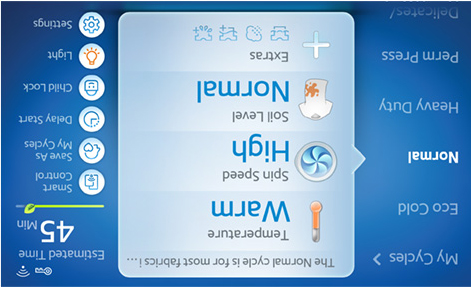 My Cycles
Eco Cold
Normal
Heavy Duty
Perm Press
Delicates/
The Normal cycle is for most fabrics i...
Temperature
Warm
Spin Speed
High
Soil Level
Normal
Extras
Estimated Time
45 Min
Smart
Control
Save As
My Cycles
Delay Start
Child Lock
Light
Settings